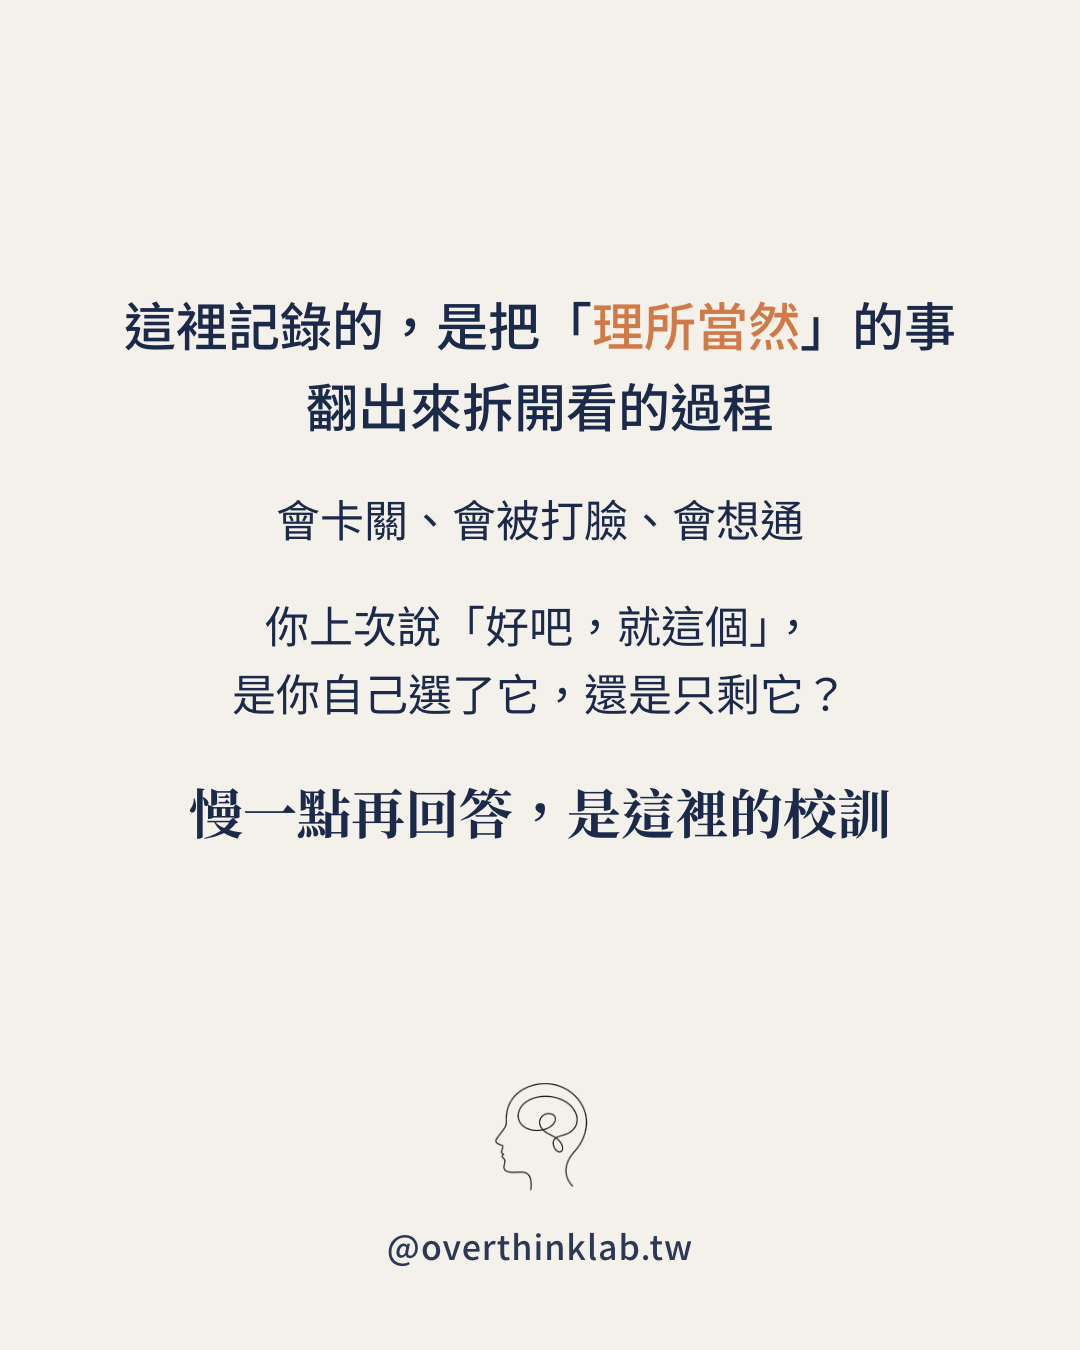 這裡記錄的，是把「理所當然」的事
翻出來拆開看的過程
會卡關、會被打臉、會想通
你上次說「好吧，就這個」，
是你自己選了它，還是只剩它？
慢一點再回答，是這裡的校訓
@overthinklab.tw